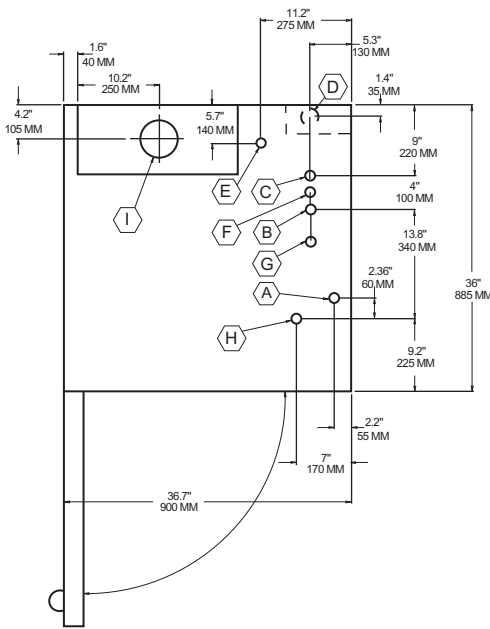 11.2"
275 MM
5.3"
130 MM
1.6"
40 MM
10.2"
250 MM
1.4"
35 MM
D
4.2"
105 MM
5.7"
140 MM
9"
220 MM
E
C
4"
100 MM
I
F
B
13.8"
340 MM
G
A
2.36"
60 MM
36"
885 MM
H
9.2"
225 MM
2.2"
55 MM
7"
170 MM
36.7"
900 MM